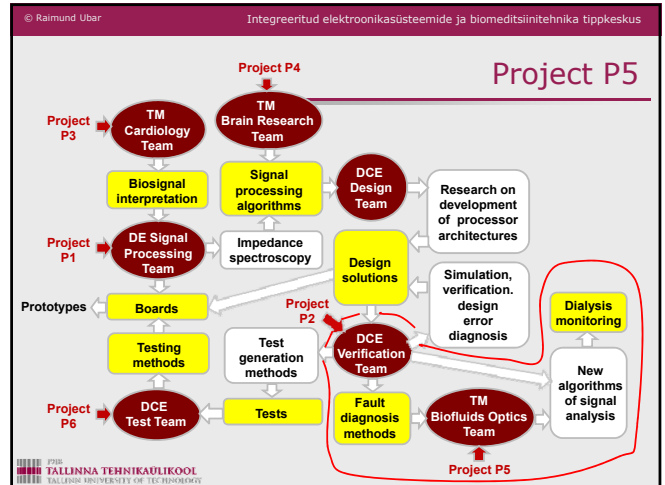 © Raimund Ubar
Integreeritud elektroonikasüsteemide ja biomeditsiinitehnika tippkeskus
Project P5
Project P4
Project
P3
TM
Cardiology
Team
TM
Brain Research
Team
Biosignal
interpretation
Signal
processing
algorithms
DCE
Design
Team
Research on
development
of processor
architectures
Project
P1
DE Signal
Processing
Team
Impedance
spectroscopy
Design
solutions
Simulation,
verification.
design
error
diagnosis
Prototypes
Boards
Project
P2
Dialysis
monitoring
Testing
methods
Test
generation
methods
DCE
Verification
Team
New
algorithms
of signal
analysis
Project
P6
DCE
Test Team
Tests
Fault
diagnosis
methods
TM
Biofluids Optics
Team
Project P5
1918
TALLINNA TEHNIKAÜLIKOOL
TALLINN UNIVERSITY OF TECHNOLOGY